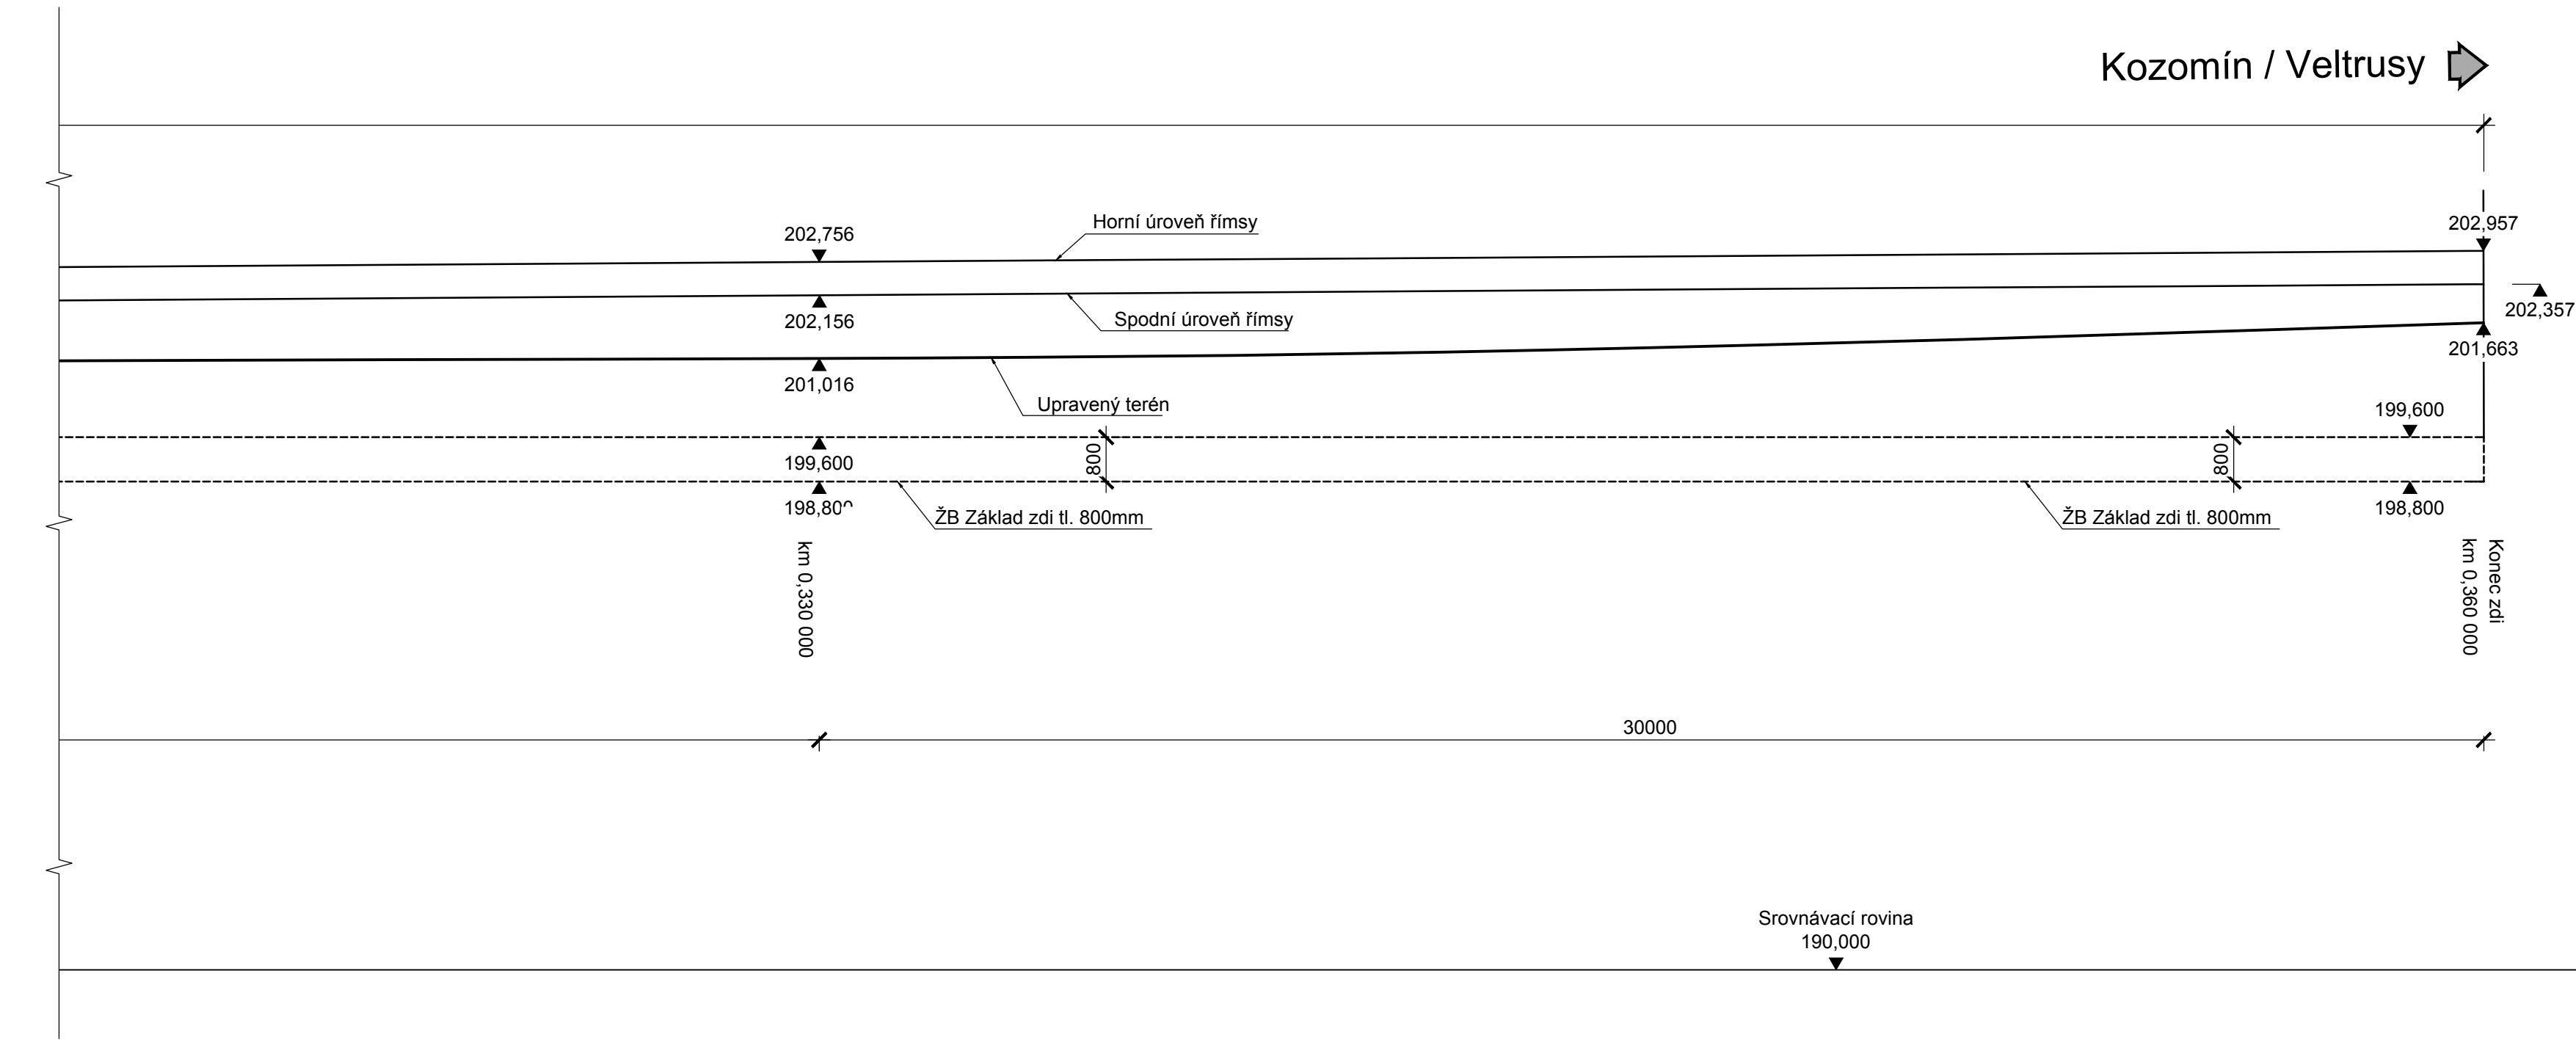 Kozomín / Veltrusy
202,957
Horní úroveň římsy
202,756
202,357
Spodní úroveň římsy
202,156
201,663
201,016
Upravený terén
199,600
800
800
199,600
198,800
198,800
ŽB Základ zdi tl. 800mm
ŽB Základ zdi tl. 800mm
km 0,330 000
Konec zdi
km 0,360 000
30000
Srovnávací rovina
190,000